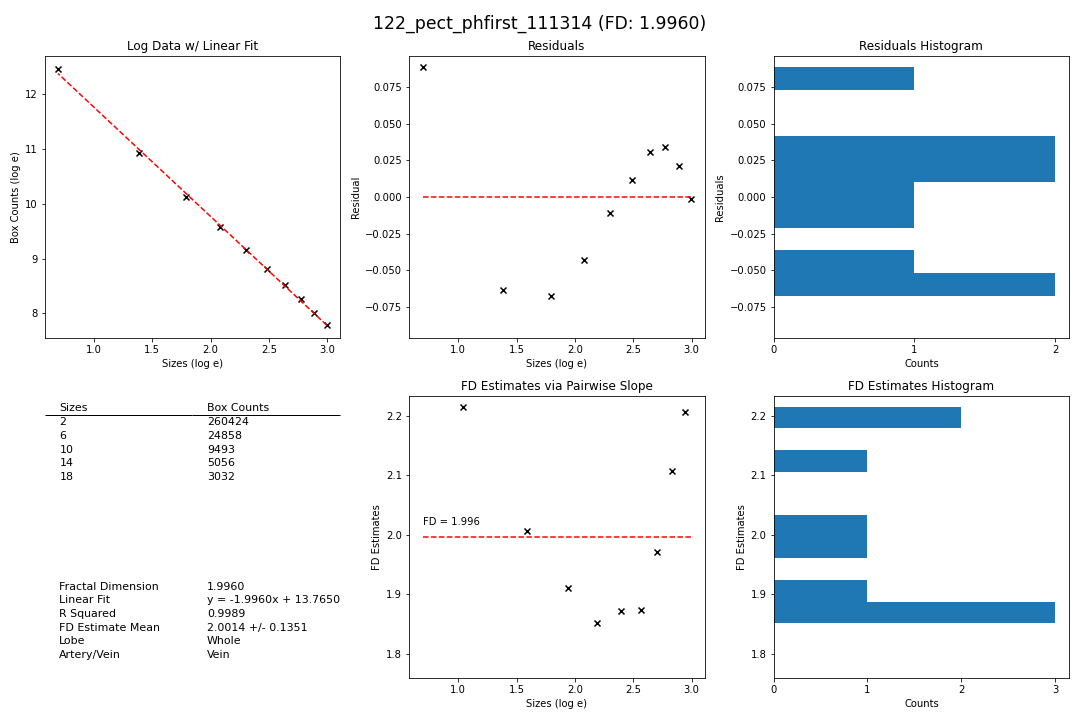 122_pect_phfirst_111314 (FD: 1.9960)
Log Data w/ Linear Fit
Box Counts (log e)
12
11
10
9
8
1.0 1.5 2.0 2.5 3.0
Sizes (log e)
Residuals
Residual
0.075
0.050
0.025
0.000
−0.025
−0.050
−0.075
1.0 1.5 2.0 2.5 3.0
Sizes (log e)
Residuals Histogram
Residuals
0.075
0.050
0.025
0.000
−0.025
−0.050
−0.075
0 1 2
Counts
Sizes Box Counts
2 260424
6 24858
10 9493
14 5056
18 3032
Fractal Dimension 1.9960
Linear Fit y = -1.9960x + 13.7650
R Squared 0.9989
FD Estimate Mean 2.0014 +/- 0.1351
Lobe Whole
Artery/Vein Vein
FD Estimates via Pairwise Slope
FD Estimates
2.2
2.1
2.0
1.9
1.8
FD = 1.996
1.0 1.5 2.0 2.5 3.0
Sizes (log e)
FD Estimates Histogram
FD Estimates
2.2
2.1
2.0
1.9
1.8
0 1 2 3
Counts